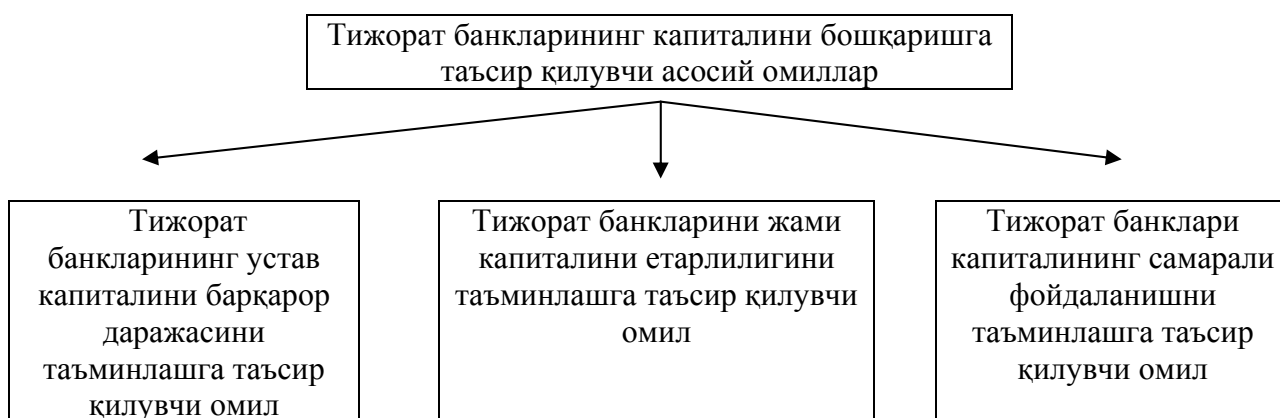 Тижорат банкларининг капиталини бошқаришга
таъсир қилувчи асосий омиллар
Тижорат
банкларининг устав
капиталини барқарор
даражасини
таъминлашга таъсир
қилувчи омил
Тижорат банкларини жами
капиталини етарлилигини
таъминлашга таъсир қилувчи
омил
Тижорат банклари
капиталининг самарали
фойдаланишни
таъминлашга таъсир
қилувчи омил